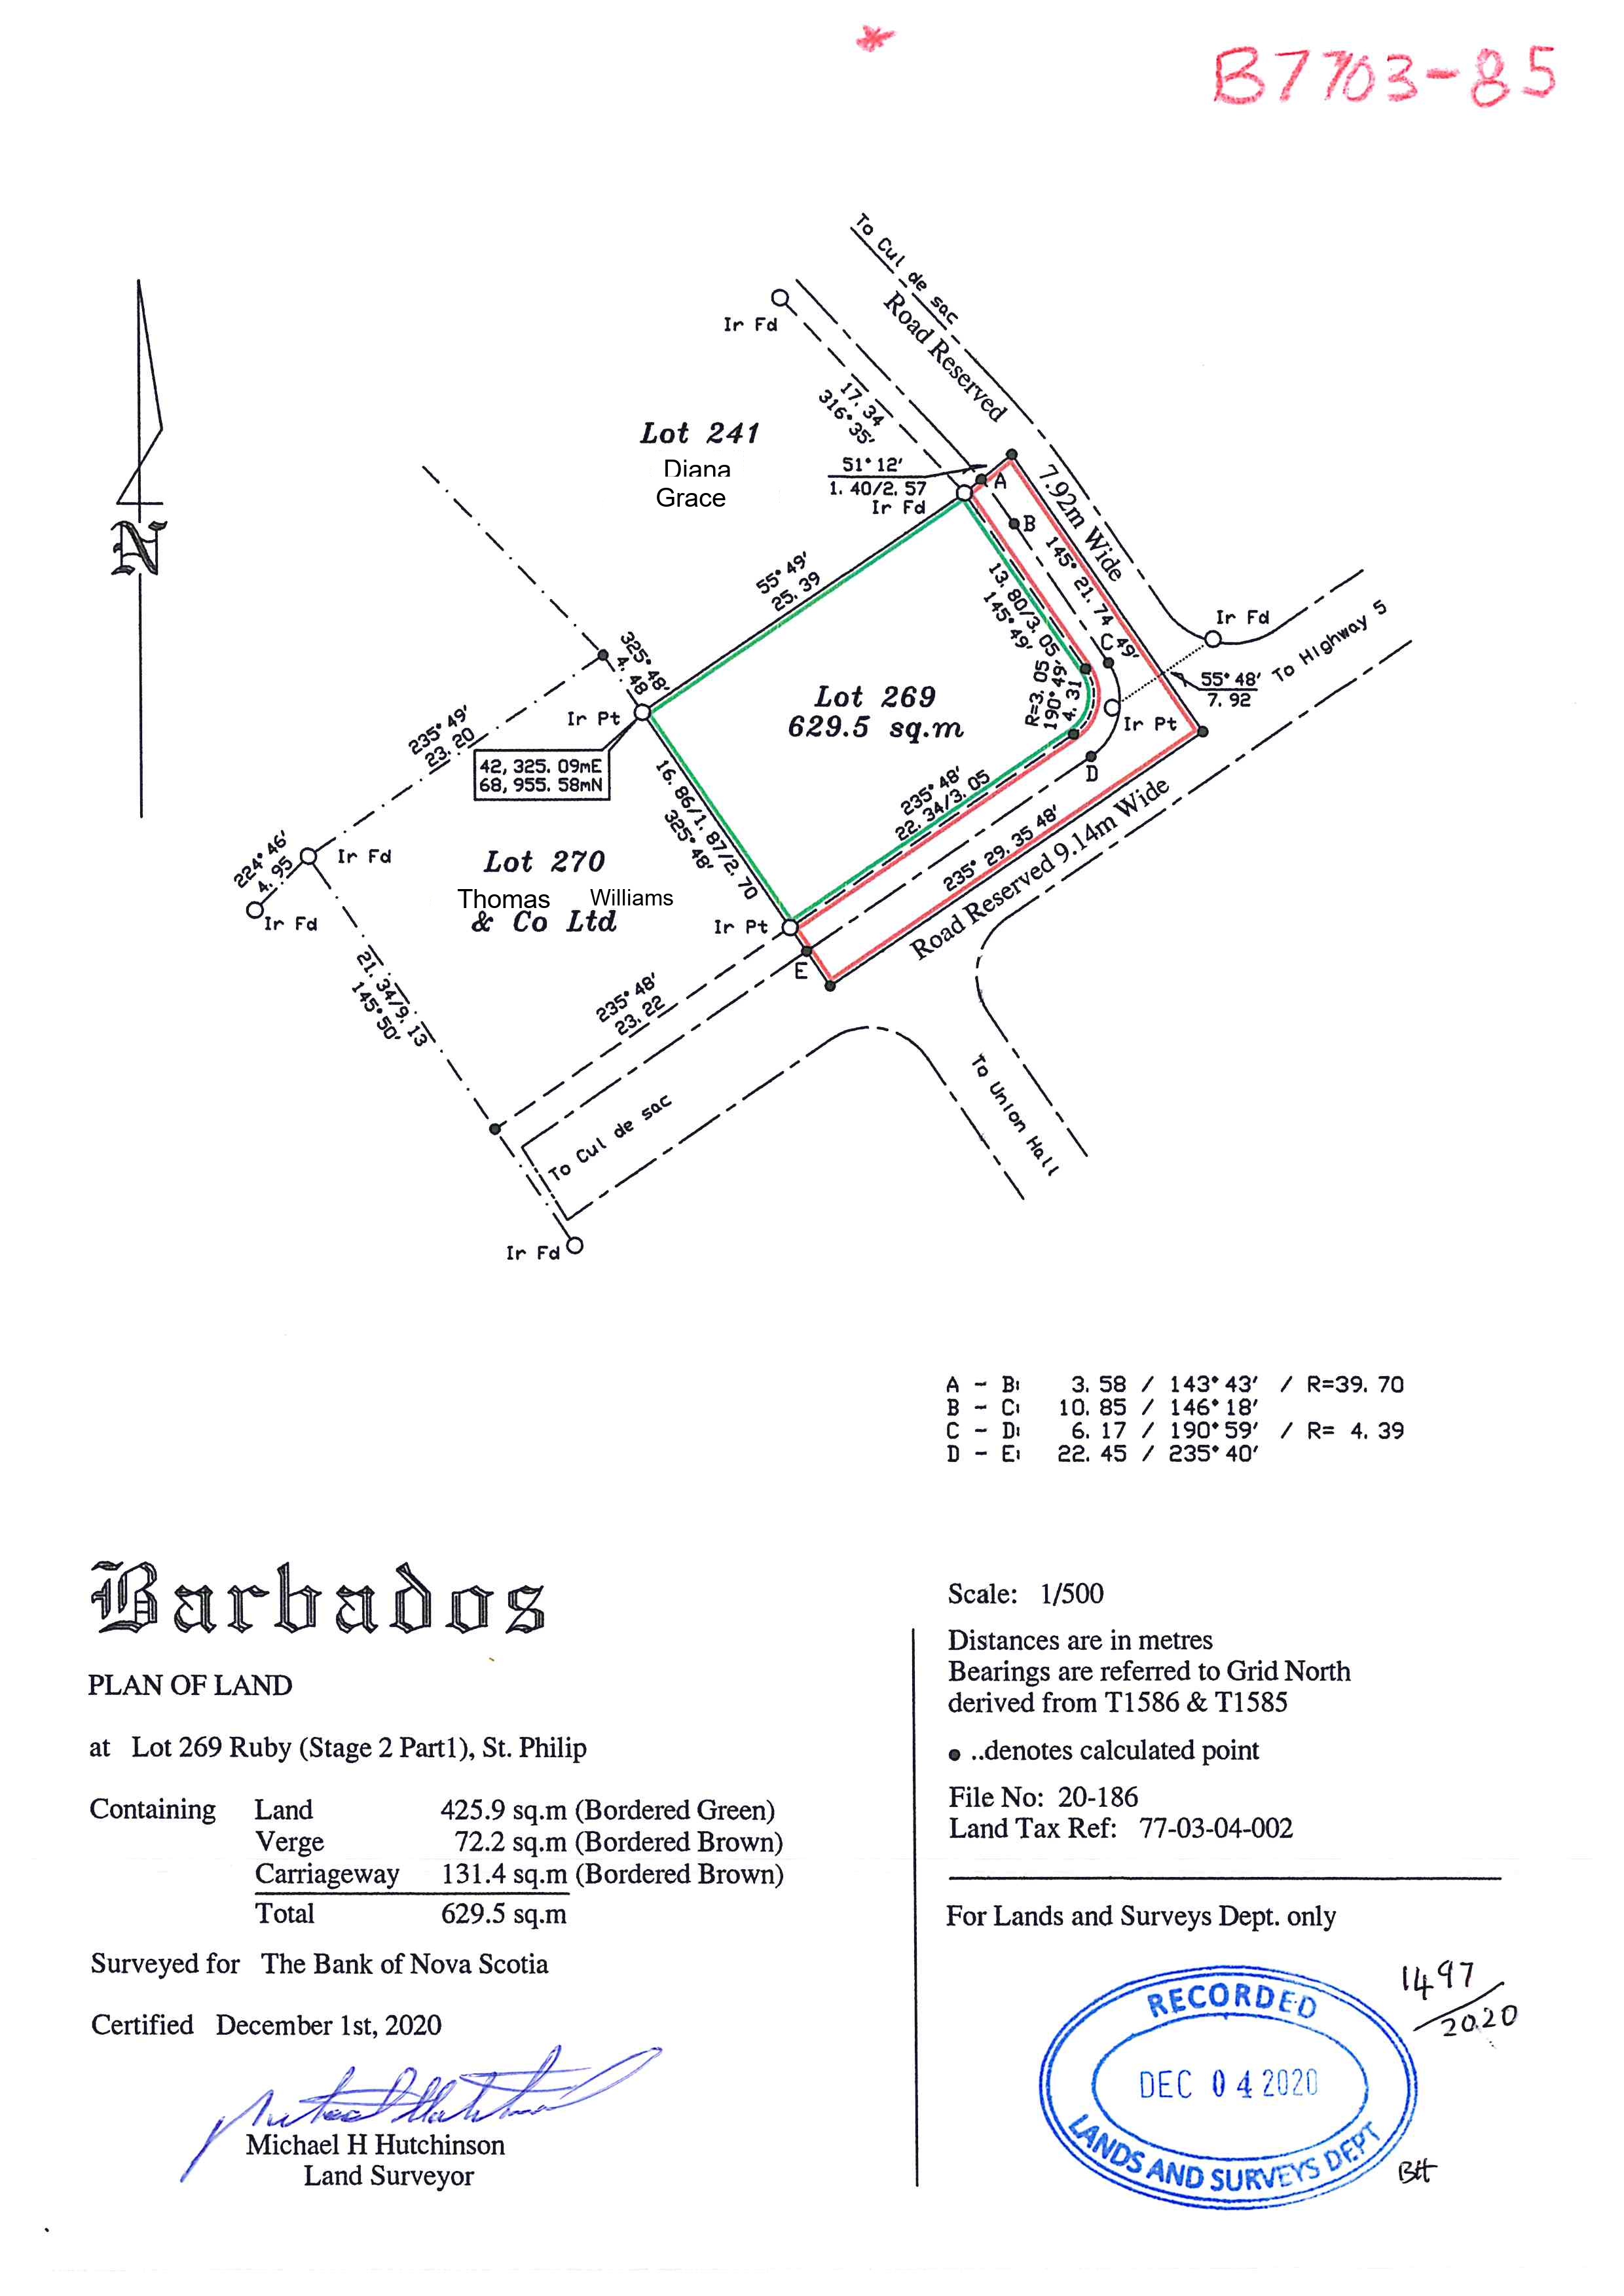 *
B7703-85
To Cul de sac
Road Reserved
Ir Fd
17.34
316°35'
Lot 241
Diana
Grace
51°12'
1.40/2.57
Ir Fd
A
B
7.92m Wide
145° 21.74 49'
55°49'
25.39
13.80/3.05
145°49'
C
Ir Fd
To Highway 5
325°48'
4.48
R=3.05
190°49'
4.31
55°48'
7.92
Lot 269
629.5 sq.m
Ir Pt
Ir Pt
235°49'
23.20
42,325.09mE
68,955.58mN
D
16.86/1.87/2.70
325°48'
235°48'
22.34/3.05
235° 29.35 48'
Road Reserved 9.14m Wide
N
224°46'
4.95
Ir Fd
Ir Fd
Lot 270
Thomas Williams
& Co Ltd
Ir Pt
E
21.34/9.13
145°50'
235°48'
23.22
To Cul de sac
To Union Hall
Ir Fd
A - B: 3.58 / 143°43' / R=39.70
B - C: 10.85 / 146°18'
C - D: 6.17 / 190°59' / R= 4.39
D - E: 22.45 / 235°40'
Barbados
PLAN OF LAND
at Lot 269 Ruby (Stage 2 Part1), St. Philip
Containing Land 425.9 sq.m (Bordered Green)
Verge 72.2 sq.m (Bordered Brown)
Carriageway 131.4 sq.m (Bordered Brown)
Total 629.5 sq.m
Surveyed for The Bank of Nova Scotia
Certified December 1st, 2020
Michael H Hutchinson
Land Surveyor
Scale: 1/500
Distances are in metres
Bearings are referred to Grid North
derived from T1586 & T1585
● ..denotes calculated point
File No: 20-186
Land Tax Ref: 77-03-04-002
For Lands and Surveys Dept. only
1497/2020
RECORDED
DEC 04 2020
LANDS AND SURVEYS DEPT
BH